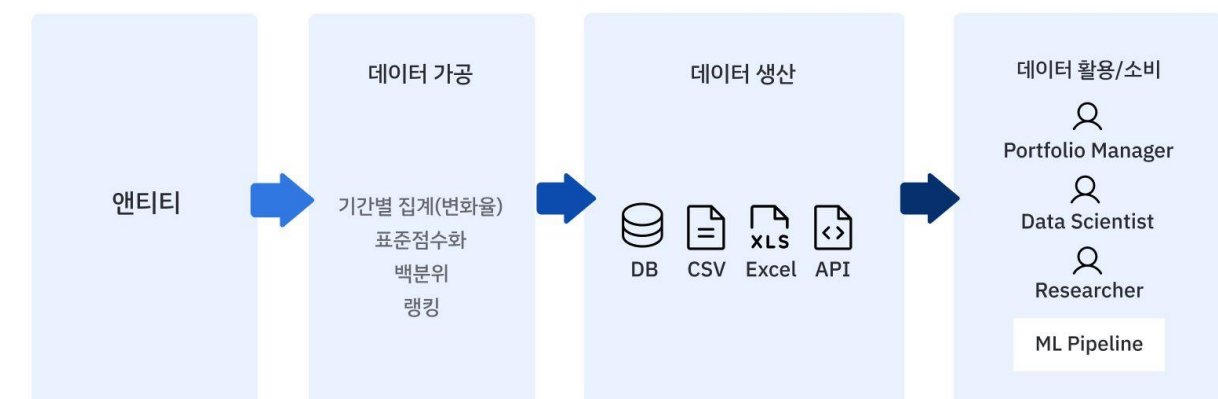 앤티티
데이터 가공
기간별 집계(변화율)
표준점수화
백분위
랭킹
데이터 생산
XLS
DB CSV Excel API
데이터 활용/소비
Portfolio Manager
Data Scientist
Researcher
ML Pipeline